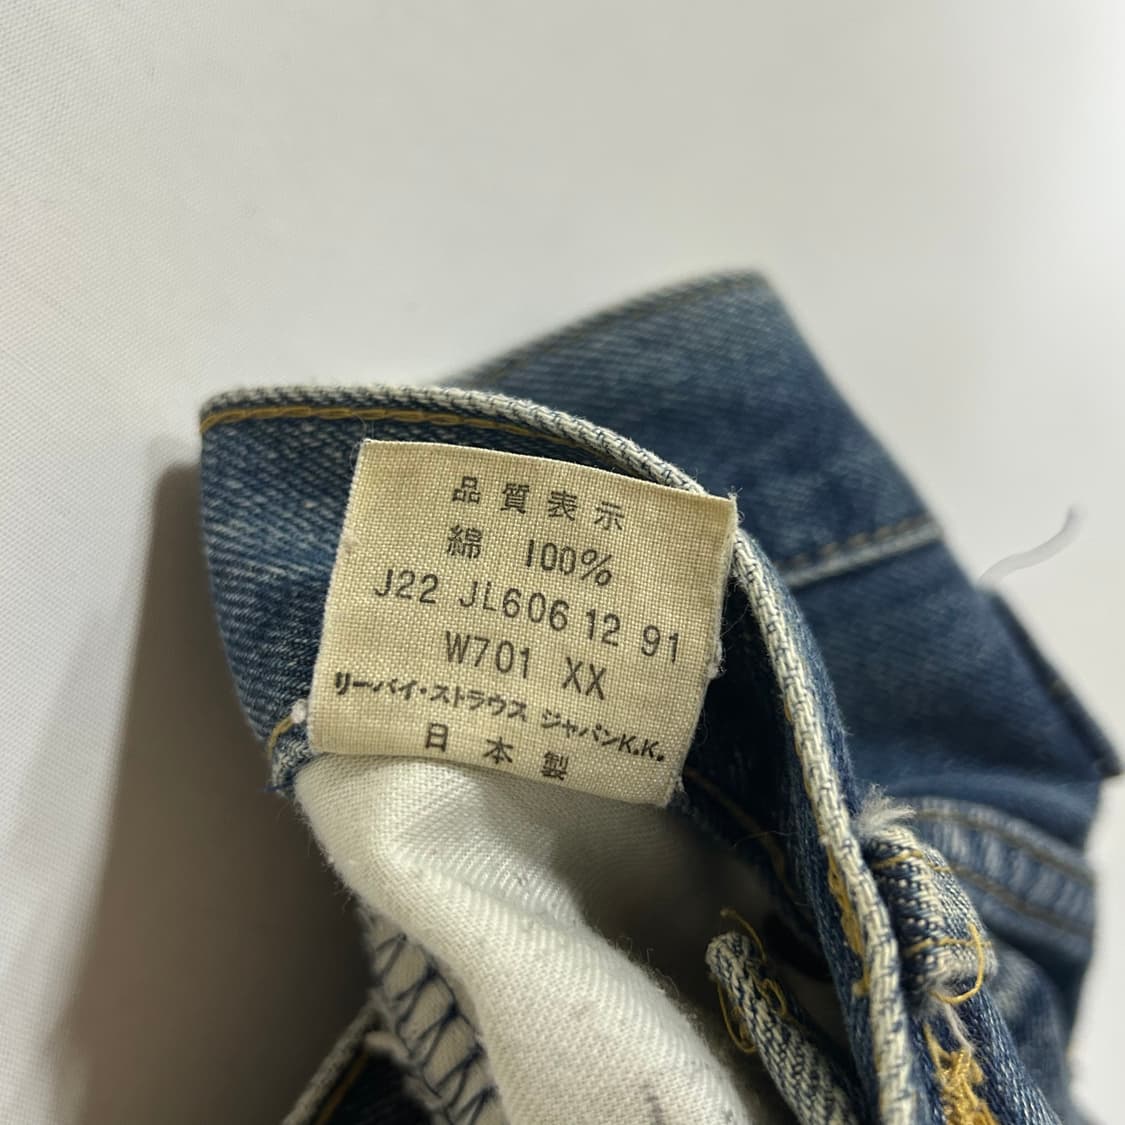 品質表示
綿 100%
J22 JL606 12 91
W701 XX
リーバイ・ストラウス ジャパンK.K.
日本製